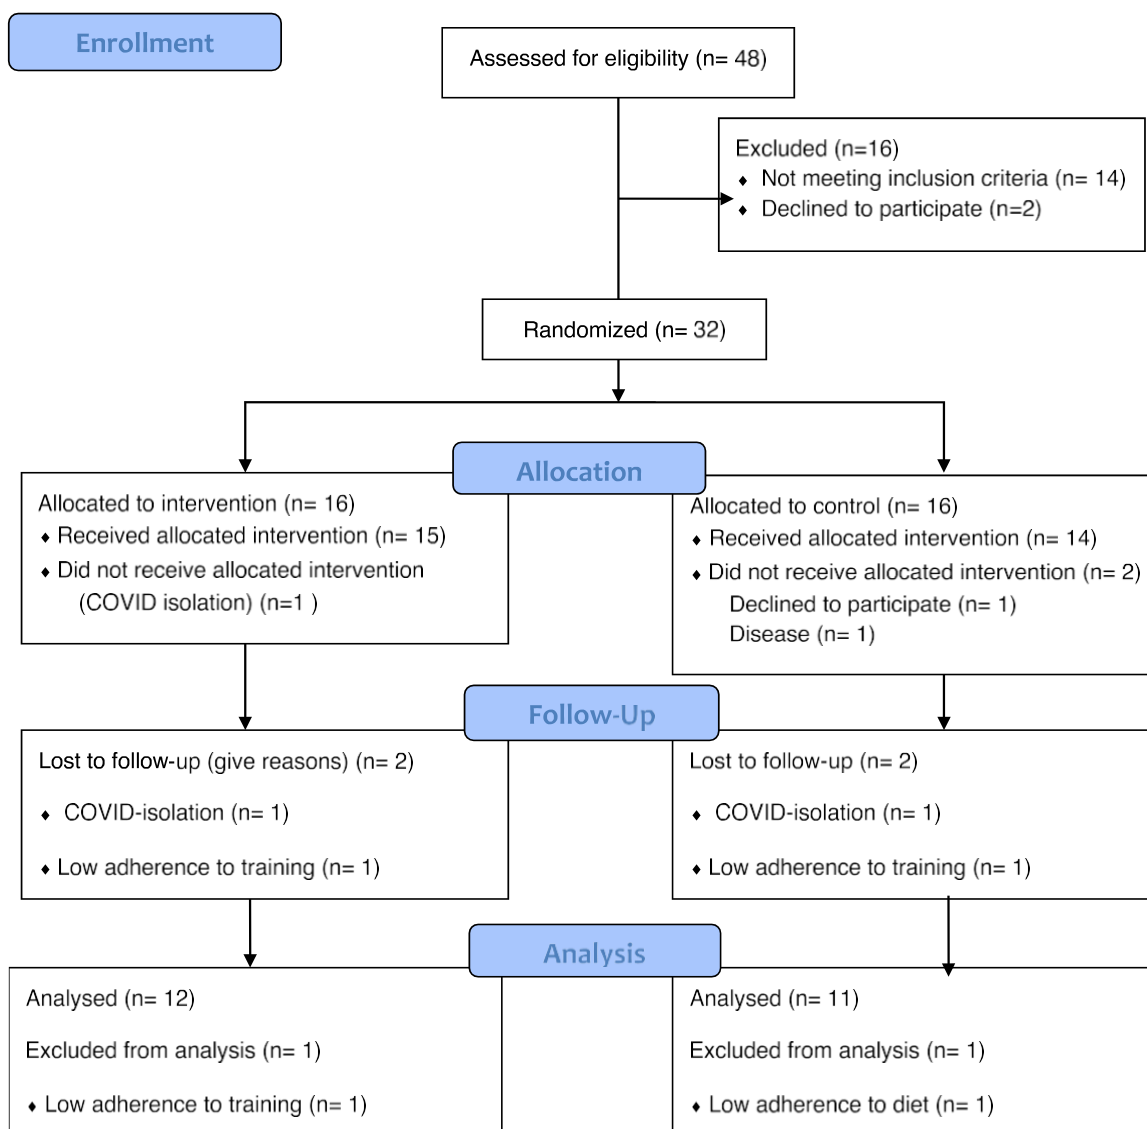 Enrollment
Assessed for eligibility (n= 48)
Excluded (n=16)
♦ Not meeting inclusion criteria (n= 14)
♦ Declined to participate (n=2)
Randomized (n= 32)
Allocation
Allocated to intervention (n= 16)
♦ Received allocated intervention (n= 15)
♦ Did not receive allocated intervention
(COVID isolation) (n=1 )
Allocated to control (n= 16)
♦ Received allocated intervention (n= 14)
♦ Did not receive allocated intervention (n= 2)
Declined to participate (n= 1)
Disease (n= 1)
Follow-Up
Lost to follow-up (give reasons) (n= 2)
♦ COVID-isolation (n= 1)
♦ Low adherence to training (n= 1)
Lost to follow-up (n= 2)
♦ COVID-isolation (n= 1)
♦ Low adherence to training (n= 1)
Analysis
Analysed (n= 12)
Excluded from analysis (n= 1)
♦ Low adherence to training (n= 1)
Analysed (n= 11)
Excluded from analysis (n= 1)
♦ Low adherence to diet (n= 1)